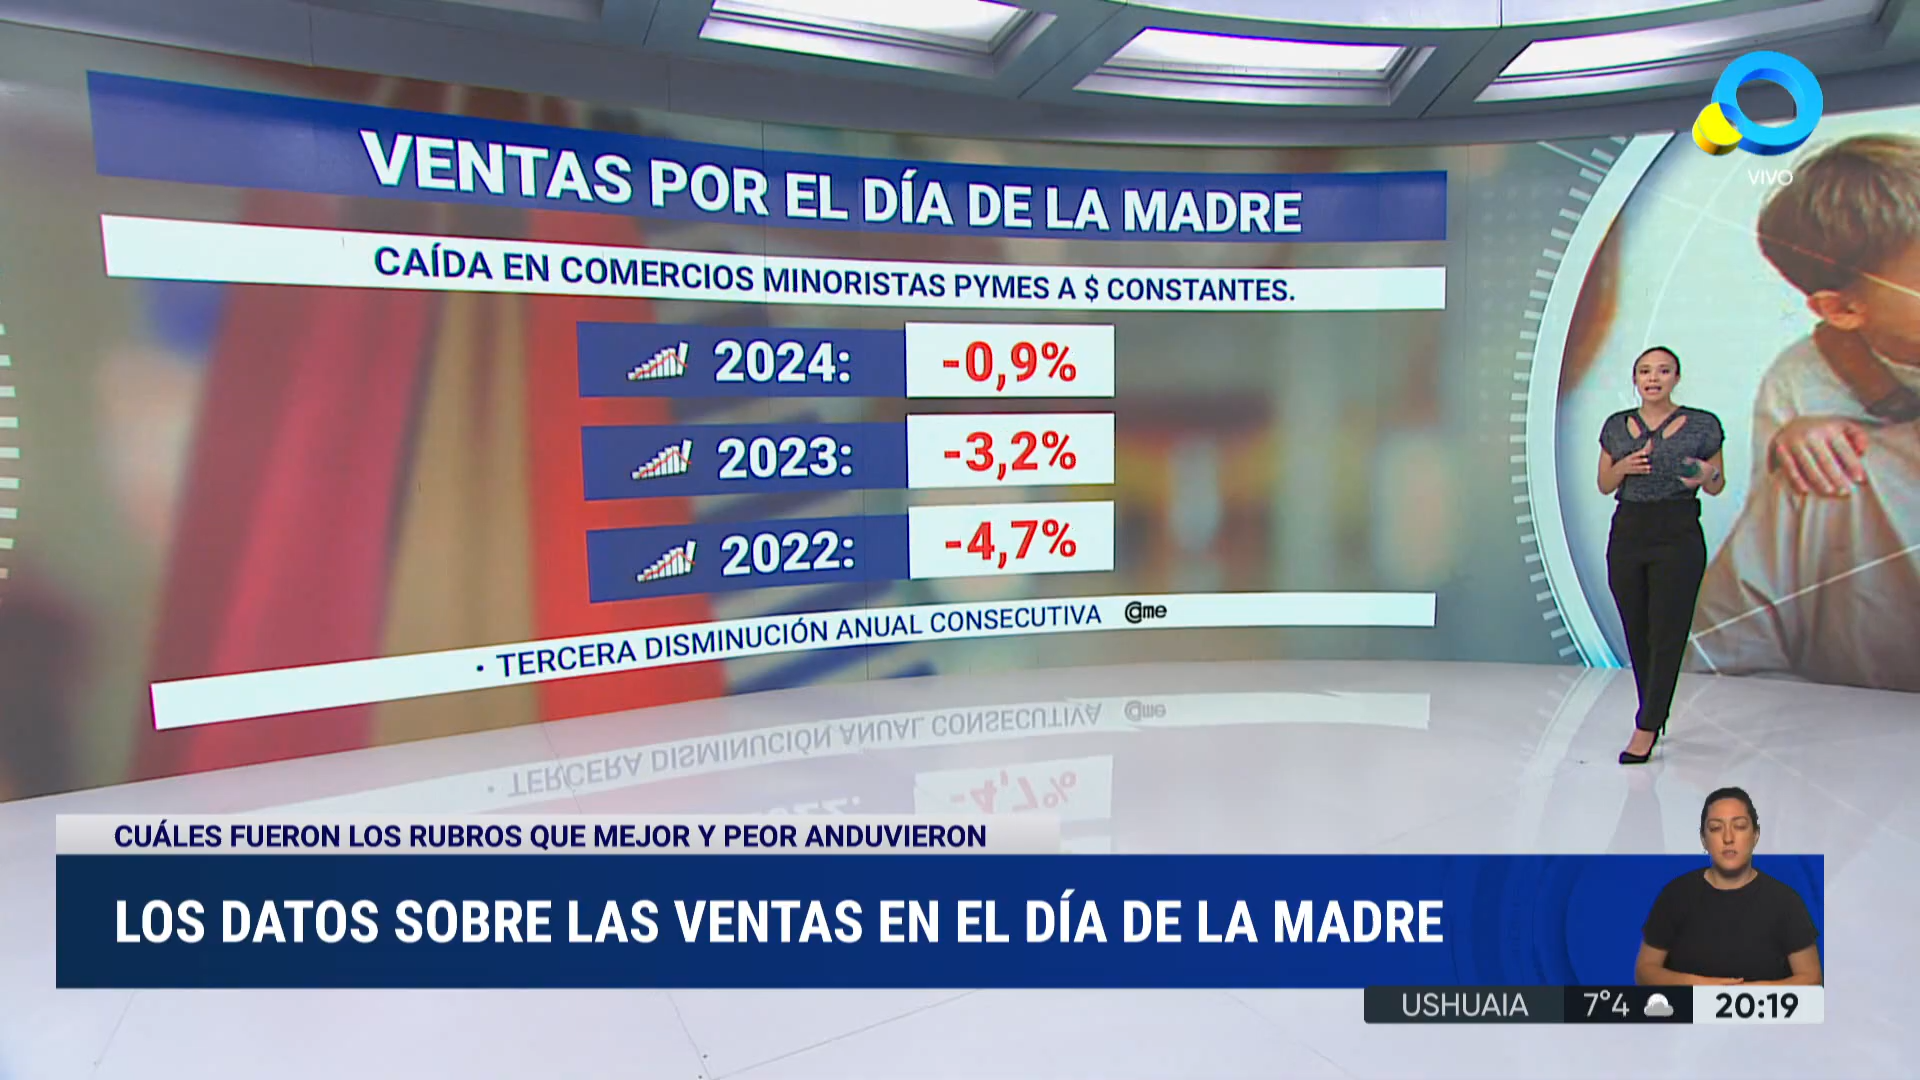 VENTAS POR EL DÍA DE LA MADRE
CAÍDA EN COMERCIOS MINORISTAS PYMES A $ CONSTANTES.
2024: -0,9%
2023: -3,2%
2022: -4,7%
• TERCERA DISMINUCIÓN ANUAL CONSECUTIVA came
VIVO
CUÁLES FUERON LOS RUBROS QUE MEJOR Y PEOR ANDUVIERON
LOS DATOS SOBRE LAS VENTAS EN EL DÍA DE LA MADRE
USHUAIA 7°4 20:19